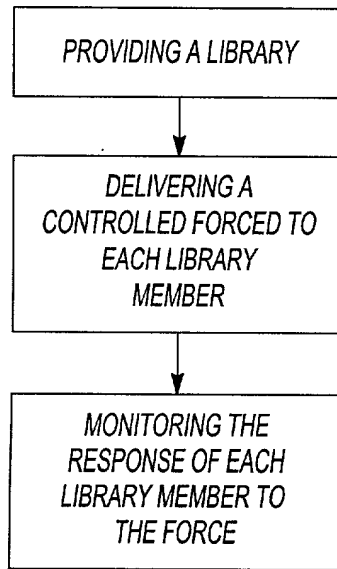 PROVIDING A LIBRARY
DELIVERING A
CONTROLLED FORCED TO
EACH LIBRARY
MEMBER
MONITORING THE
RESPONSE OF EACH
LIBRARY MEMBER TO
THE FORCE